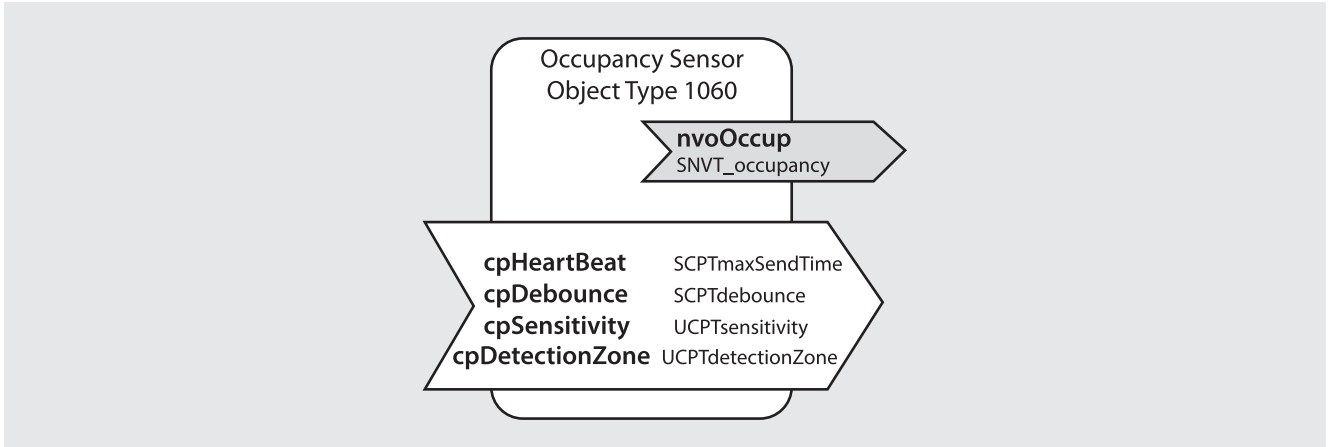 Occupancy Sensor
Object Type 1060
nvoOccup
SNVT_occupancy
cpHeartBeat SCPTmaxSendTime
cpDebounce SCPTdebounce
cpSensitivity UCPTsensitivity
cpDetectionZone UCPTdetectionZone